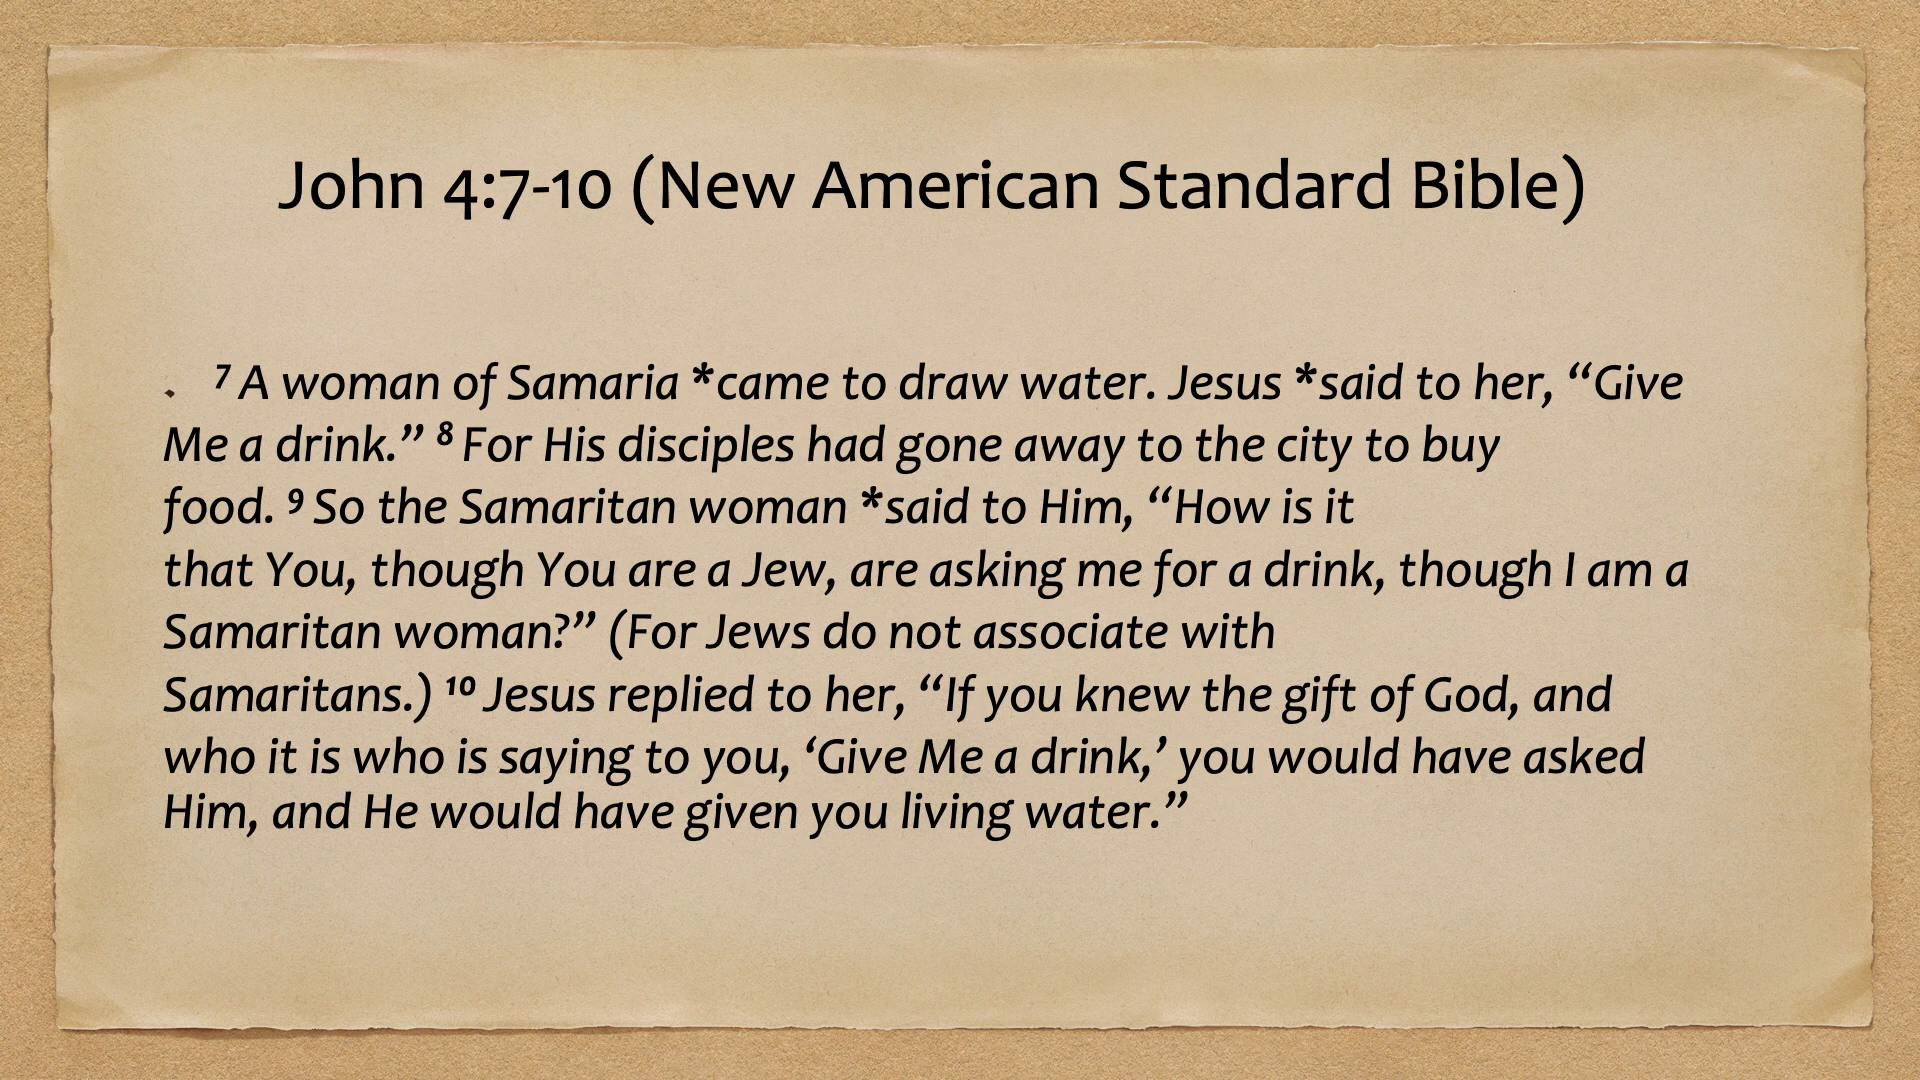 John 4:7-10 (New American Standard Bible)
7 A woman of Samaria *came to draw water. Jesus *said to her, “Give
Me a drink.” 8 For His disciples had gone away to the city to buy
food. 9 So the Samaritan woman *said to Him, “How is it
that You, though You are a Jew, are asking me for a drink, though I am a
Samaritan woman?” (For Jews do not associate with
Samaritans.) 10 Jesus replied to her, “If you knew the gift of God, and
who it is who is saying to you, ‘Give Me a drink,’ you would have asked
Him, and He would have given you living water.”